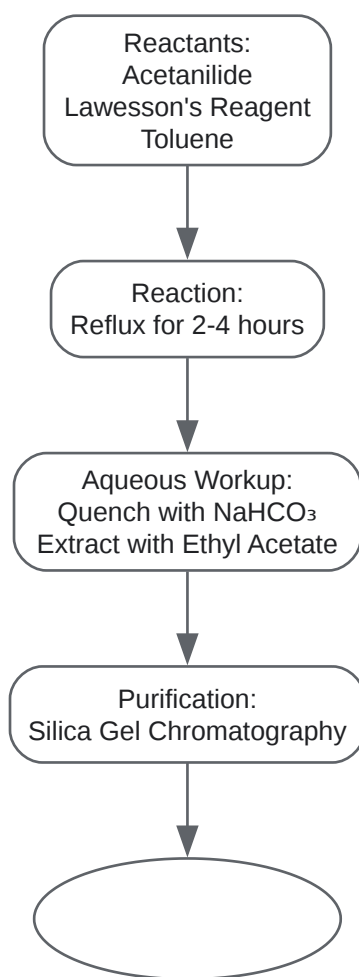 Reactants:
Acetanilide
Lawesson's Reagent
Toluene
Reaction:
Reflux for 2-4 hours
Aqueous Workup:
Quench with NaHCO₃
Extract with Ethyl Acetate
Purification:
Silica Gel Chromatography